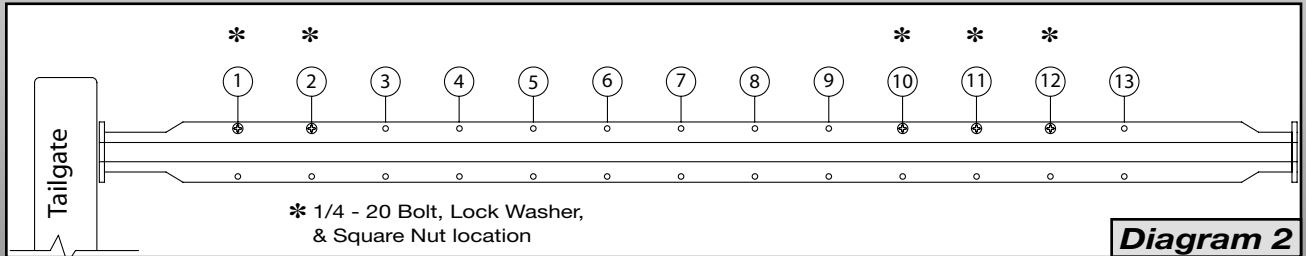 * * * * *
1 2 3 4 5 6 7 8 9 10 11 12 13
Tailgate
* 1/4 - 20 Bolt, Lock Washer,
& Square Nut location
Diagram 2